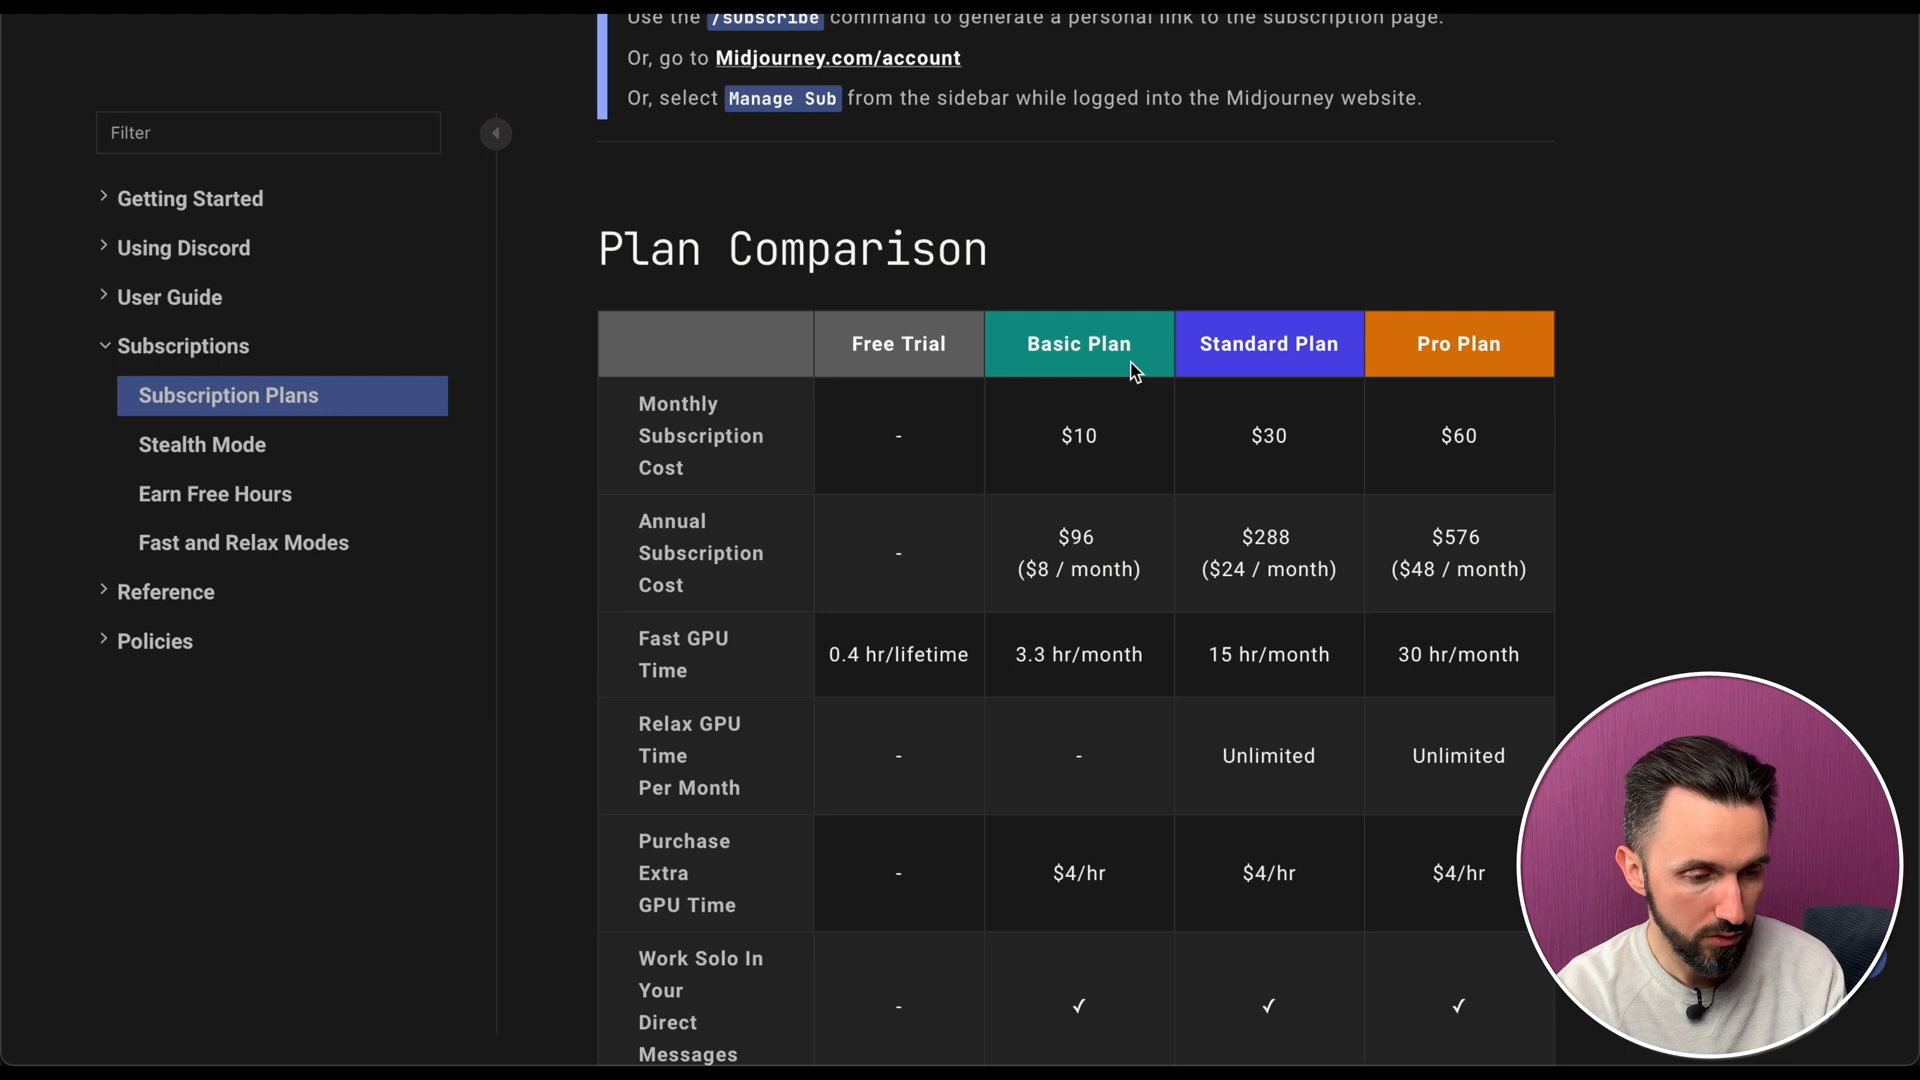 Use the /subscribe command to generate a personal link to the subscription page.
Or, go to Midjourney.com/account
Or, select Manage Sub from the sidebar while logged into the Midjourney website.
Filter
Getting Started
Using Discord
User Guide
Subscriptions
Subscription Plans
Stealth Mode
Earn Free Hours
Fast and Relax Modes
Reference
Policies
Plan Comparison
Free Trial Basic Plan Standard Plan Pro Plan
Monthly
Subscription - $10 $30 $60
Cost
Annual
Subscription
Cost
-
$96
($8 / month)
$288
($24 / month)
$576
($48 / month)
Fast GPU
Time
0.4 hr/lifetime 3.3 hr/month 15 hr/month 30 hr/month
Relax GPU
Time - - Unlimited Unlimited
Per Month
Purchase
Extra - $4/hr $4/hr $4/hr
GPU Time
Work Solo In
Your
Direct
Messages
- ✓ ✓ ✓